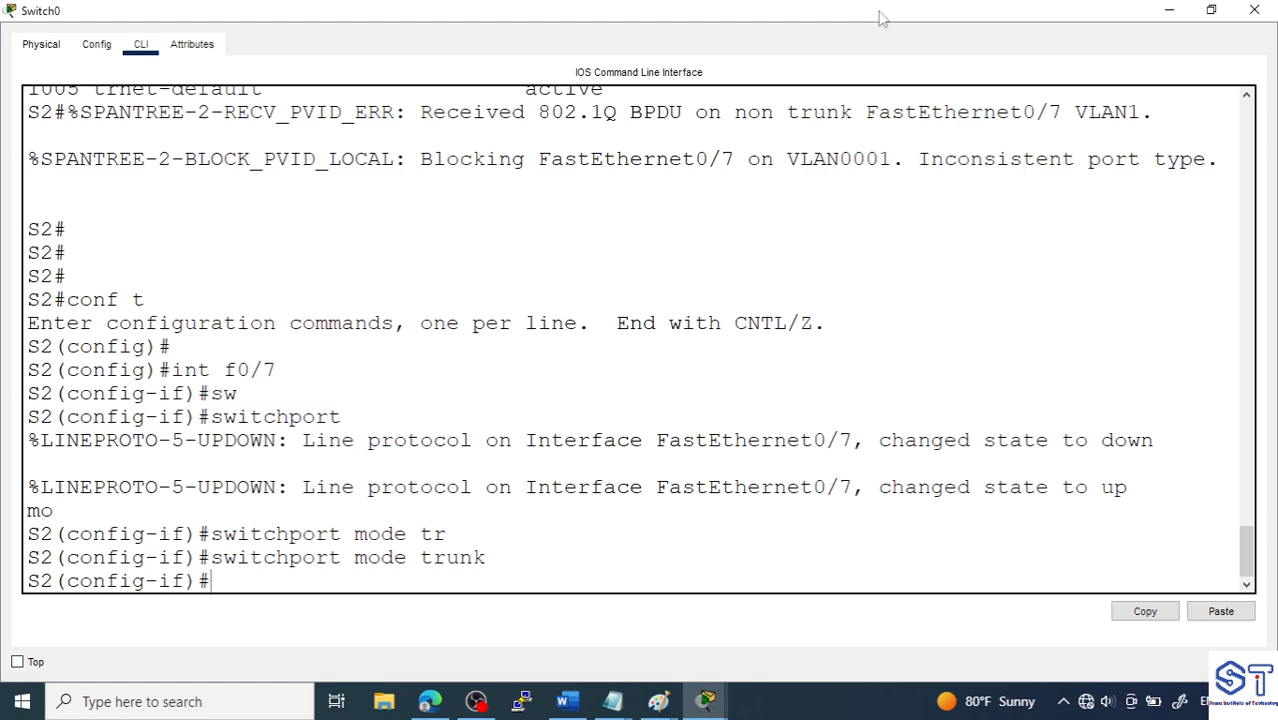 Switch0
Physical Config CLI Attributes
IOS Command Line Interface
1005 trnet-default active
S2#%SPANTREE-2-RECV_PVID_ERR: Received 802.1Q BPDU on non trunk FastEthernet0/7 VLAN1.
%SPANTREE-2-BLOCK_PVID_LOCAL: Blocking FastEthernet0/7 on VLAN0001. Inconsistent port type.
S2#
S2#
S2#
S2#conf t
Enter configuration commands, one per line. End with CNTL/Z.
S2(config)#
S2(config)#int f0/7
S2(config-if)#sw
S2(config-if)#switchport
%LINEPROTO-5-UPDOWN: Line protocol on Interface FastEthernet0/7, changed state to down
%LINEPROTO-5-UPDOWN: Line protocol on Interface FastEthernet0/7, changed state to up
mo
S2(config-if)#switchport mode tr
S2(config-if)#switchport mode trunk
S2(config-if)#
Copy Paste
Top
Type here to search
80°F Sunny
ST